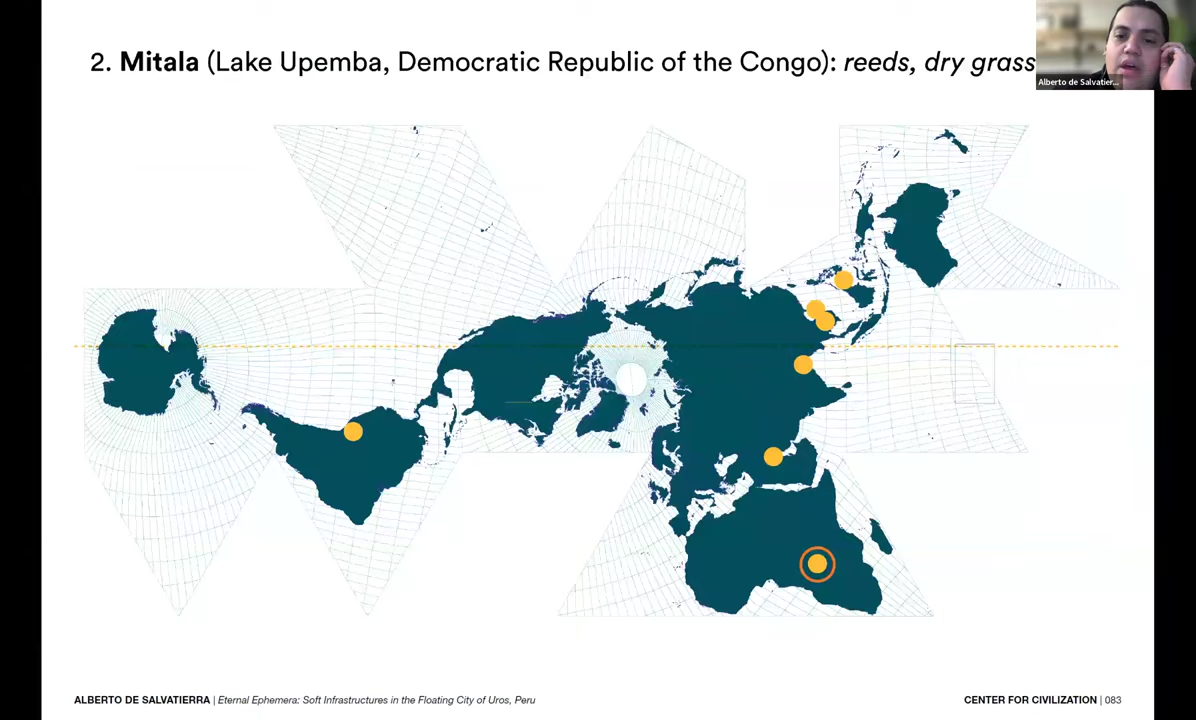 2. Mitala (Lake Upemba, Democratic Republic of the Congo): reeds, dry grass
Alberto de Salvatier...
ALBERTO DE SALVATIERRA | Eternal Ephemera: Soft Infrastructures in the Floating City of Uros, Peru
CENTER FOR CIVILIZATION | 083